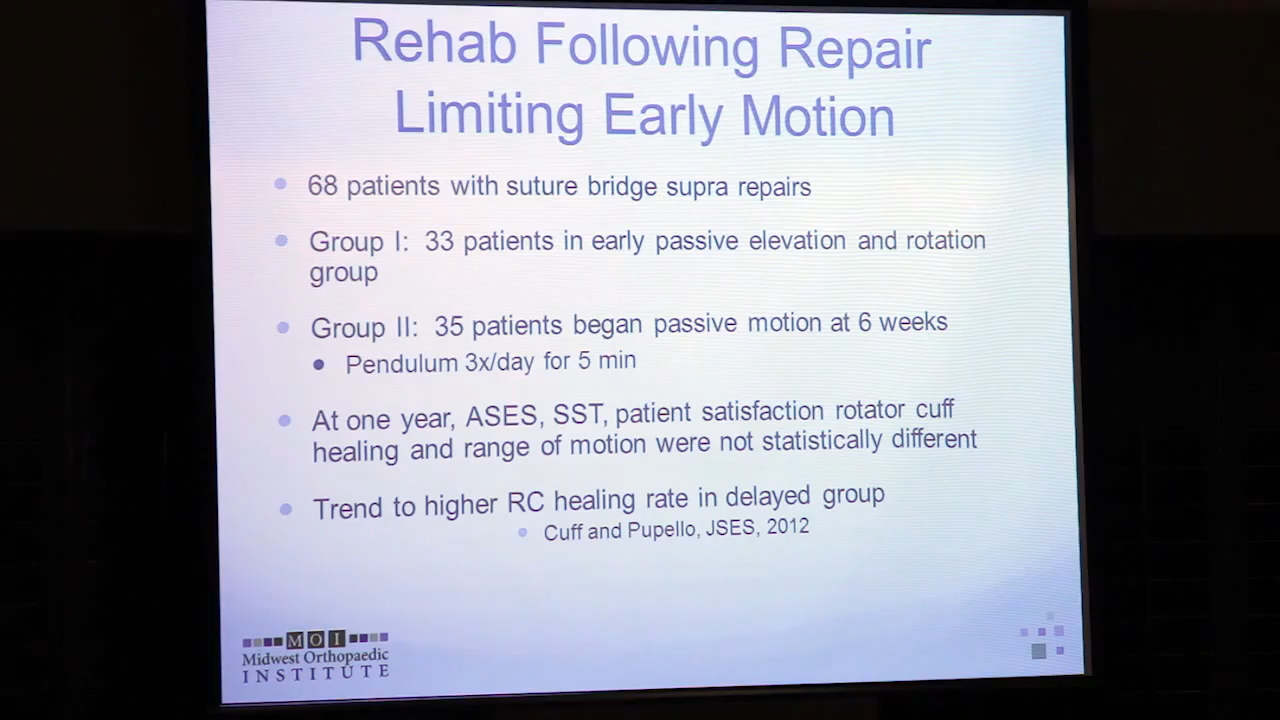 Rehab Following Repair
Limiting Early Motion
68 patients with suture bridge supra repairs
Group I: 33 patients in early passive elevation and rotation
group
Group II: 35 patients began passive motion at 6 weeks
Pendulum 3x/day for 5 min
At one year, ASES, SST, patient satisfaction rotator cuff
healing and range of motion were not statistically different
Trend to higher RC healing rate in delayed group
Cuff and Pupello, JSES, 2012
MOI
Midwest Orthopaedic
INSTITUTE